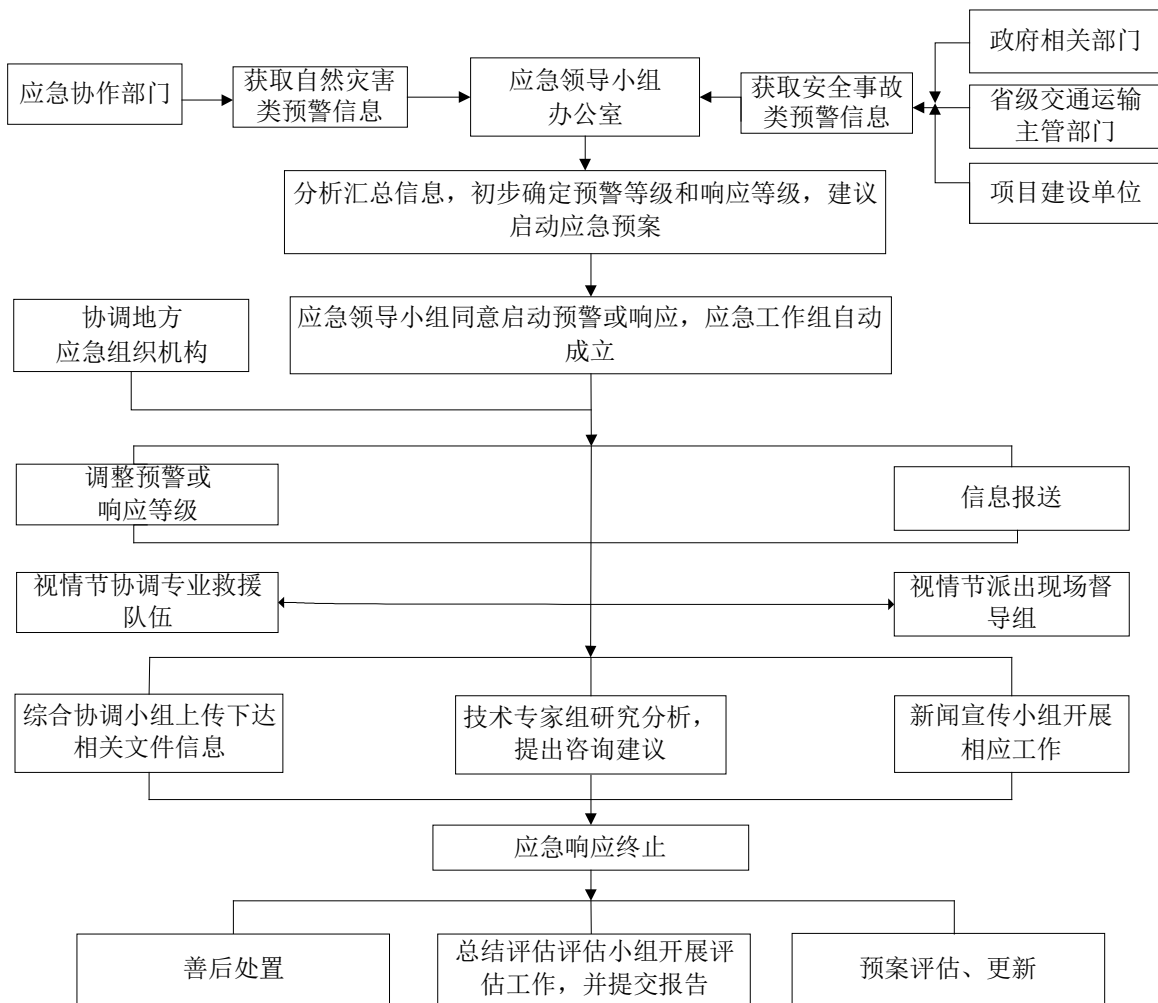 政府相关部门
应急协作部门
获取自然灾害
类预警信息
应急领导小组
办公室
获取安全事故
类预警信息
省级交通运输
主管部门
项目建设单位
分析汇总信息，初步确定预警等级和响应等级，建议
启动应急预案
协调地方
应急组织机构
应急领导小组同意启动预警或响应，应急工作组自动
成立
调整预警或
响应等级
信息报送
视情节协调专业救援
队伍
视情节派出现场督
导组
综合协调小组上传下达
相关文件信息
技术专家组研究分析，
提出咨询建议
新闻宣传小组开展
相应工作
应急响应终止
善后处置
总结评估评估小组开展评
估工作，并提交报告
预案评估、更新